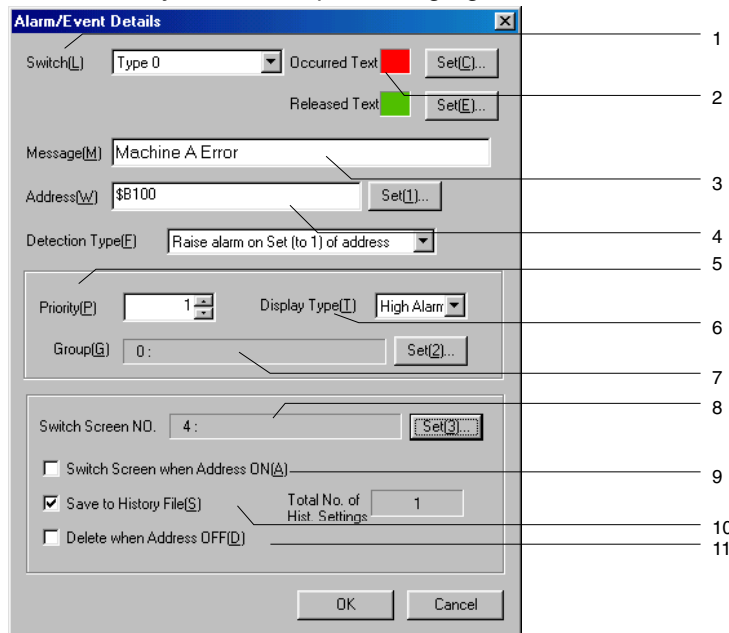 Alarm/Event Details
1
Switch(L) Type 0 Occurred Text Set(C)...
2
Released Text Set(E)...
Message(M) Machine A Error
3
Address(W) $B100 Set(1)...
4
Detection Type(F) Raise alarm on Set (to 1) of address
5
Priority(P) 1 Display Type(T) High Alarm
6
Group(G) 0 : Set(2)...
7
8
Switch Screen NO. 4 : Set(3)...
Switch Screen when Address ON(A)
9
Save to History File(S) Total No. of Hist. Settings 1
10
Delete when Address OFF(D)
11
OK Cancel